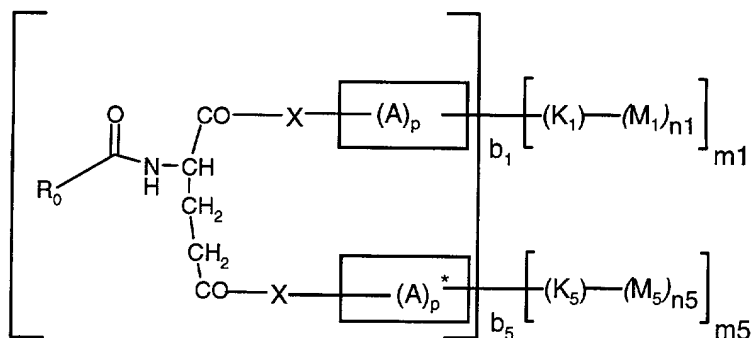 O CO—X—(A)p b1 (K1)—(M1)n1 m1
R0 N H CH
CH2
CH2
CO—X—(A)p * b5 (K5)—(M5)n5 m5